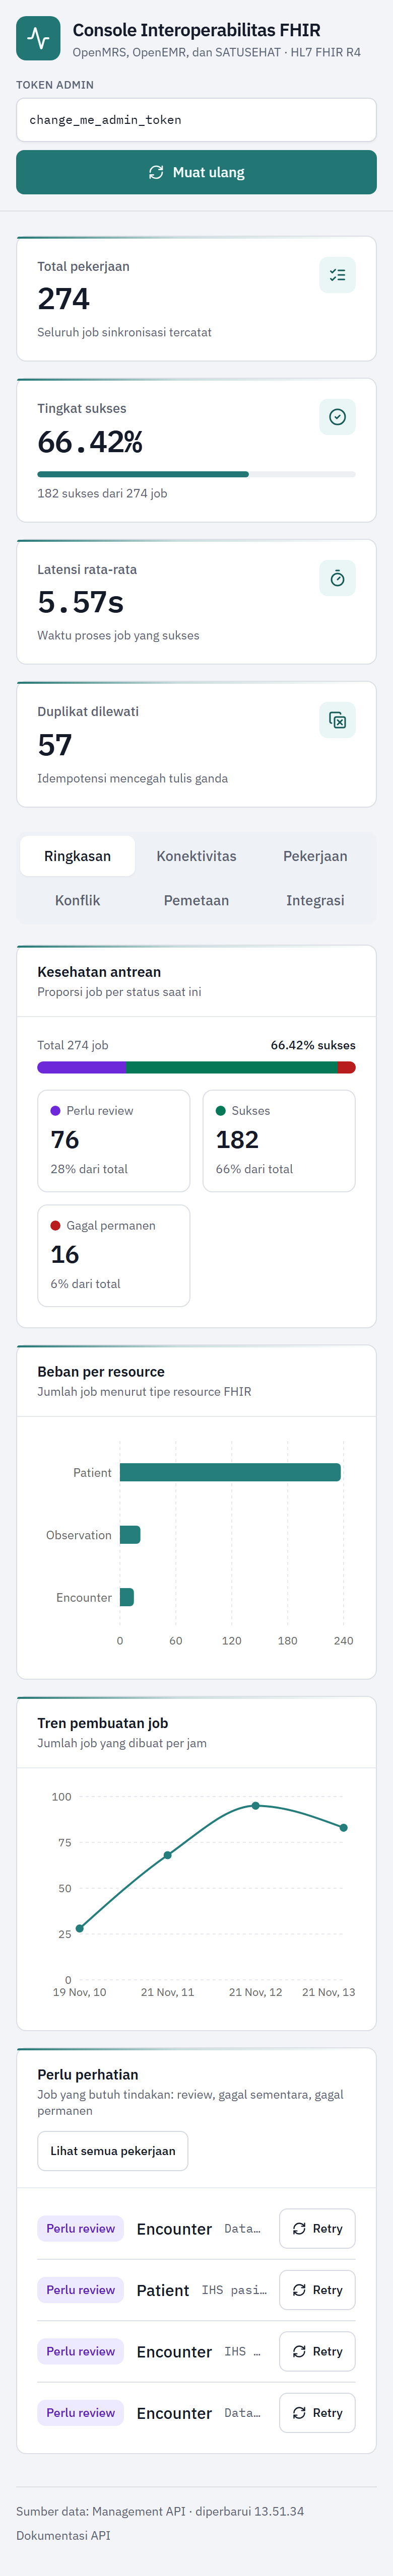 Console Interoperabilitas FHIR
OpenMRS, OpenEMR, dan SATUSEHAT · HL7 FHIR R4
TOKEN ADMIN
change_me_admin_token
Muat ulang
Total pekerjaan
274
Seluruh job sinkronisasi tercatat
Tingkat sukses
66.42%
182 sukses dari 274 job
Latensi rata-rata
5.57s
Waktu proses job yang sukses
Duplikat dilewati
57
Idempotensi mencegah tulis ganda
Ringkasan Konektivitas Pekerjaan
Konflik Pemetaan Integrasi
Kesehatan antrean
Proporsi job per status saat ini
Total 274 job 66.42% sukses
Perlu review Sukses
76 182
28% dari total 66% dari total
Gagal permanen
16
6% dari total
Beban per resource
Jumlah job menurut tipe resource FHIR
Patient
Observation
Encounter
0 60 120 180 240
Tren pembuatan job
Jumlah job yang dibuat per jam
100
75
50
25
0
19 Nov, 10 21 Nov, 11 21 Nov, 12 21 Nov, 13
Perlu perhatian
Job yang butuh tindakan: review, gagal sementara, gagal
permanen
Lihat semua pekerjaan
Perlu review Encounter Data… Retry
Perlu review Patient IHS pasi… Retry
Perlu review Encounter IHS … Retry
Perlu review Encounter Data… Retry
Sumber data: Management API · diperbarui 13.51.34
Dokumentasi API